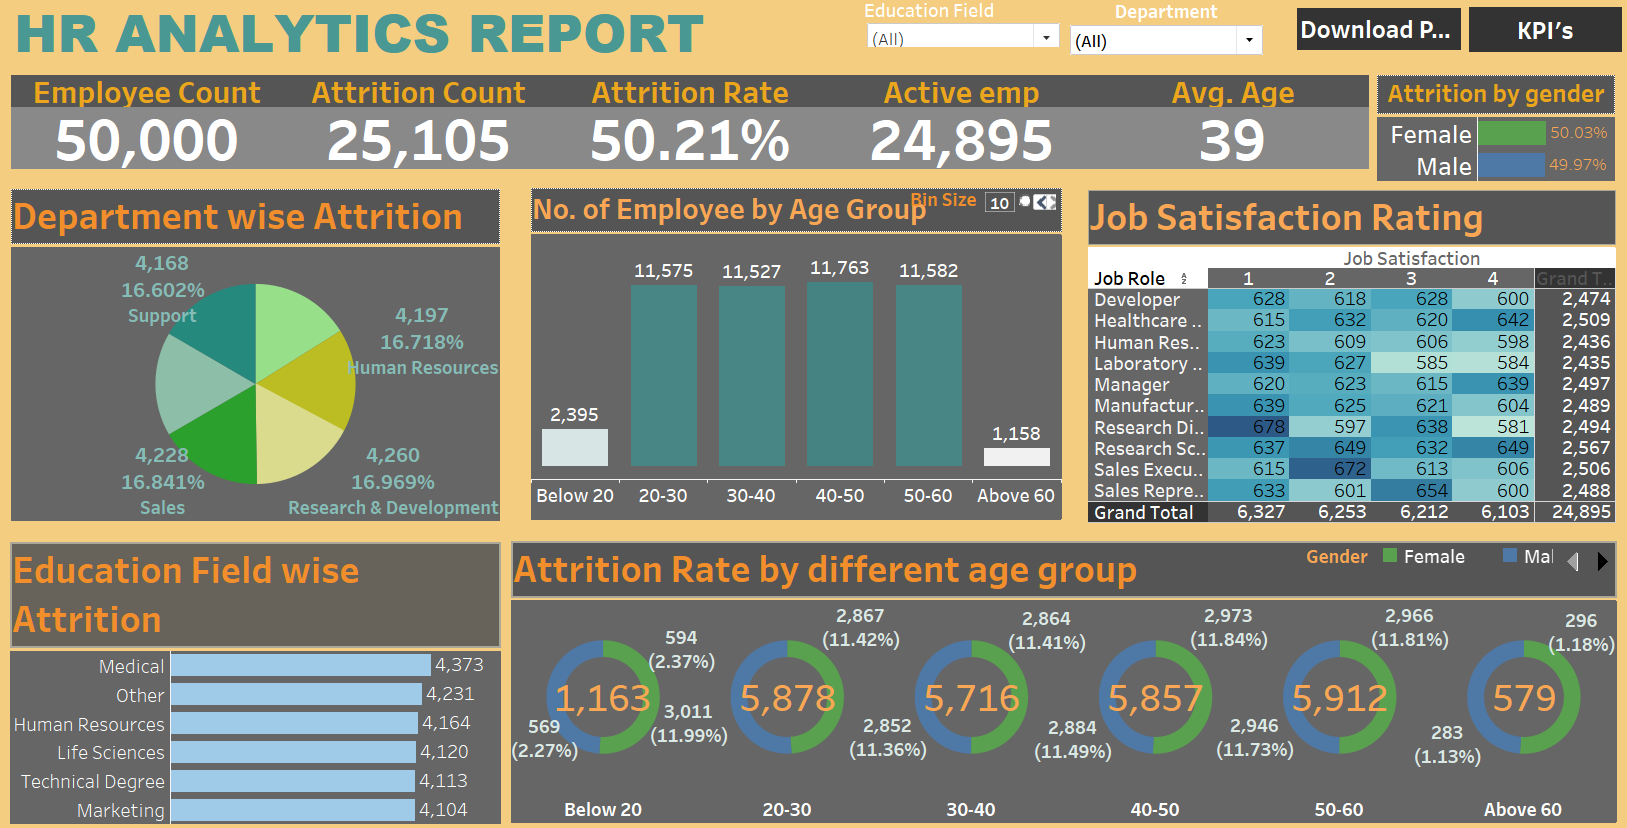 HR ANALYTICS REPORT
Education Field
(All)
Department
(All)
Download P...
KPI's
Employee Count
50,000
Attrition Count
25,105
Attrition Rate
50.21%
Active emp
24,895
Avg. Age
39
Attrition by gender
Female 50.03%
Male 49.97%
Department wise Attrition
4,168
16.602%
Support
4,197
16.718%
Human Resources
4,228
16.841%
Sales
4,260
16.969%
Research & Development
No. of Employee by Age Group
Bin Size 10
2,395 11,575 11,527 11,763 11,582 1,158
Below 20 20-30 30-40 40-50 50-60 Above 60
Job Satisfaction Rating
Job Satisfaction
Job Role 1 2 3 4 Grand T..
Developer 628 618 628 600 2,474
Healthcare .. 615 632 620 642 2,509
Human Res.. 623 609 606 598 2,436
Laboratory .. 639 627 585 584 2,435
Manager 620 623 615 639 2,497
Manufactur.. 639 625 621 604 2,489
Research Di.. 678 597 638 581 2,494
Research Sc.. 637 649 632 649 2,567
Sales Execu.. 615 672 613 606 2,506
Sales Repre.. 633 601 654 600 2,488
Grand Total 6,327 6,253 6,212 6,103 24,895
Education Field wise
Attrition
Medical 4,373
Other 4,231
Human Resources 4,164
Life Sciences 4,120
Technical Degree 4,113
Marketing 4,104
Attrition Rate by different age group
Gender Female Mal
594
(2.37%)
1,163
569
(2.27%)
Below 20
2,867
(11.42%)
5,878
3,011
(11.99%)
20-30
2,864
(11.41%)
5,716
2,852
(11.36%)
30-40
2,973
(11.84%)
5,857
2,884
(11.49%)
40-50
2,966
(11.81%)
5,912
2,946
(11.73%)
50-60
296
(1.18%)
579
283
(1.13%)
Above 60